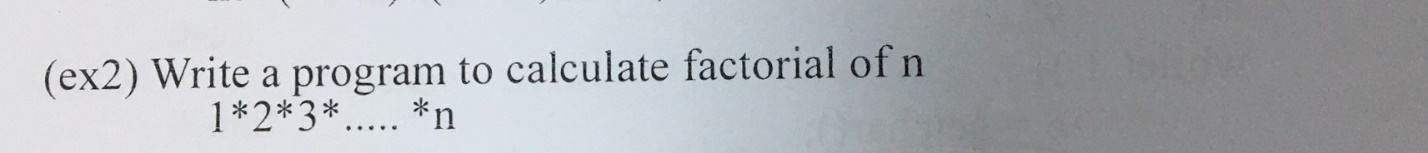 (ex2) Write a program to calculate factorial of n
1*2*3*..... *n